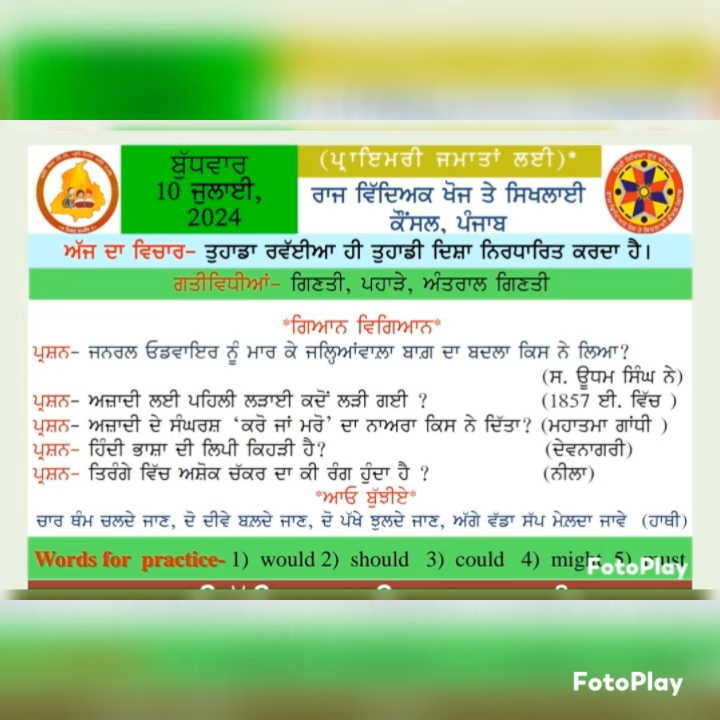 ਬੁੱਧਵਾਰ
10 ਜੁਲਾਈ,
2024
(ਪ੍ਰਾਇਮਰੀ ਜਮਾਤਾਂ ਲਈ)*
ਰਾਜ ਵਿੱਦਿਅਕ ਖੋਜ ਤੇ ਸਿਖਲਾਈ
ਕੌਂਸਲ, ਪੰਜਾਬ
ਅੱਜ ਦਾ ਵਿਚਾਰ- ਤੁਹਾਡਾ ਰਵੱਈਆ ਹੀ ਤੁਹਾਡੀ ਦਿਸ਼ਾ ਨਿਰਧਾਰਿਤ ਕਰਦਾ ਹੈ।
ਗਤੀਵਿਧੀਆਂ- ਗਿਣਤੀ, ਪਹਾੜੇ, ਅੰਤਰਾਲ ਗਿਣਤੀ
*ਗਿਆਨ ਵਿਗਿਆਨ*
ਪ੍ਰਸ਼ਨ- ਜਨਰਲ ਓਡਵਾਇਰ ਨੂੰ ਮਾਰ ਕੇ ਜਲ੍ਹਿਆਂਵਾਲਾ ਬਾਗ਼ ਦਾ ਬਦਲਾ ਕਿਸ ਨੇ ਲਿਆ?
(ਸ. ਊਧਮ ਸਿੰਘ ਨੇ)
ਪ੍ਰਸ਼ਨ- ਅਜ਼ਾਦੀ ਲਈ ਪਹਿਲੀ ਲੜਾਈ ਕਦੋਂ ਲੜੀ ਗਈ ? (1857 ਈ. ਵਿੱਚ )
ਪ੍ਰਸ਼ਨ- ਅਜ਼ਾਦੀ ਦੇ ਸੰਘਰਸ਼ 'ਕਰੋ ਜਾਂ ਮਰੋ' ਦਾ ਨਾਅਰਾ ਕਿਸ ਨੇ ਦਿੱਤਾ? (ਮਹਾਤਮਾ ਗਾਂਧੀ )
ਪ੍ਰਸ਼ਨ- ਹਿੰਦੀ ਭਾਸ਼ਾ ਦੀ ਲਿਪੀ ਕਿਹੜੀ ਹੈ? (ਦੇਵਨਾਗਰੀ)
ਪ੍ਰਸ਼ਨ- ਤਿਰੰਗੇ ਵਿੱਚ ਅਸ਼ੋਕ ਚੱਕਰ ਦਾ ਕੀ ਰੰਗ ਹੁੰਦਾ ਹੈ ? (ਨੀਲਾ)
*ਆਓ ਬੁੱਝੀਏ*
ਚਾਰ ਥੰਮ ਚਲਦੇ ਜਾਣ, ਦੋ ਦੀਵੇ ਬਲਦੇ ਜਾਣ, ਦੋ ਪੱਖੇ ਝੁਲਦੇ ਜਾਣ, ਅੱਗੇ ਵੱਡਾ ਸੱਪ ਮੇਲਦਾ ਜਾਵੇ (ਹਾਥੀ)
Words for practice- 1) would 2) should 3) could 4) might 5) must
FotoPlay
FotoPlay